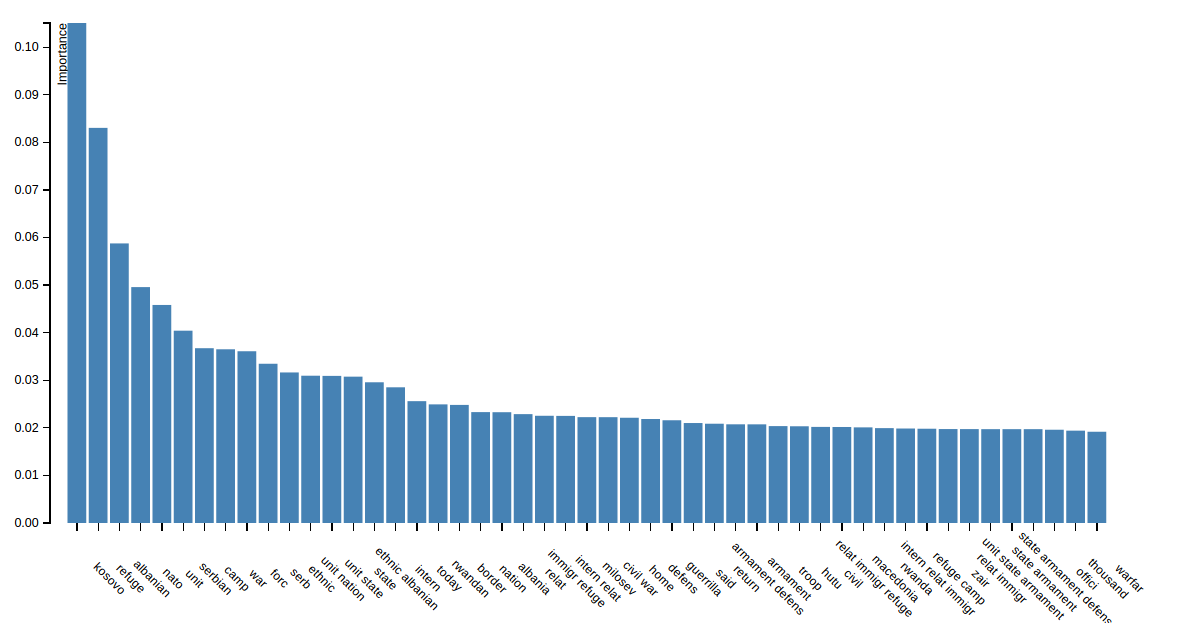 Importance
0.10
0.09
0.08
0.07
0.06
0.05
0.04
0.03
0.02
0.01
0.00
kosovo
refuge
albanian
nato
unit
serbian
camp
war
forc
serb
ethnic
unit nation
unit state
state
ethnic albanian
intern
today
rwandan
border
nation
albania
relat
immigr refuge
intern relat
milosev
civil war
home
defens
guerrilla
said
return
armament defens
armament
troop
hutu
civil
relat immigr refuge
macedonia
rwanda
intern relat immigr
refuge camp
zair
relat immigr
unit state armament
state armament
state armament defens
offici
thousand
warfar